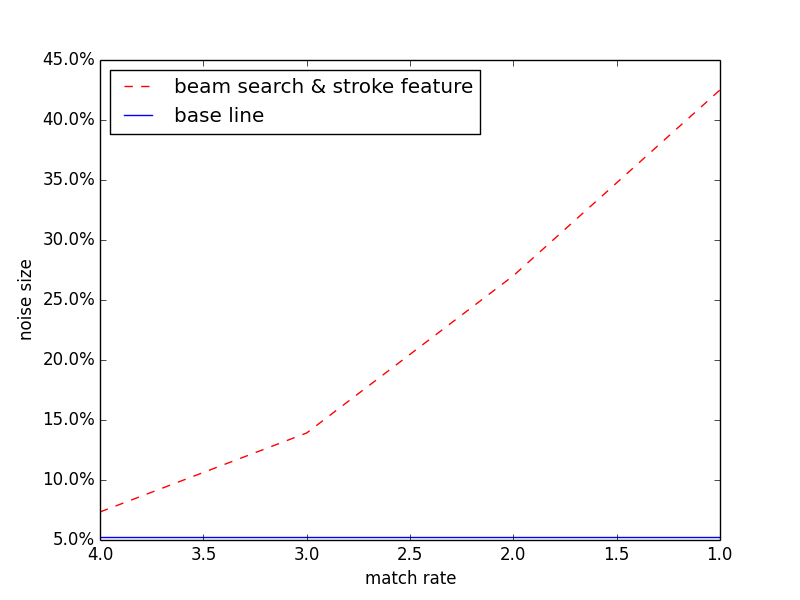 45.0%
40.0%
35.0%
30.0%
25.0%
20.0%
15.0%
10.0%
5.0%
noise size
beam search & stroke feature
base line
4.0 3.5 3.0 2.5 2.0 1.5 1.0
match rate